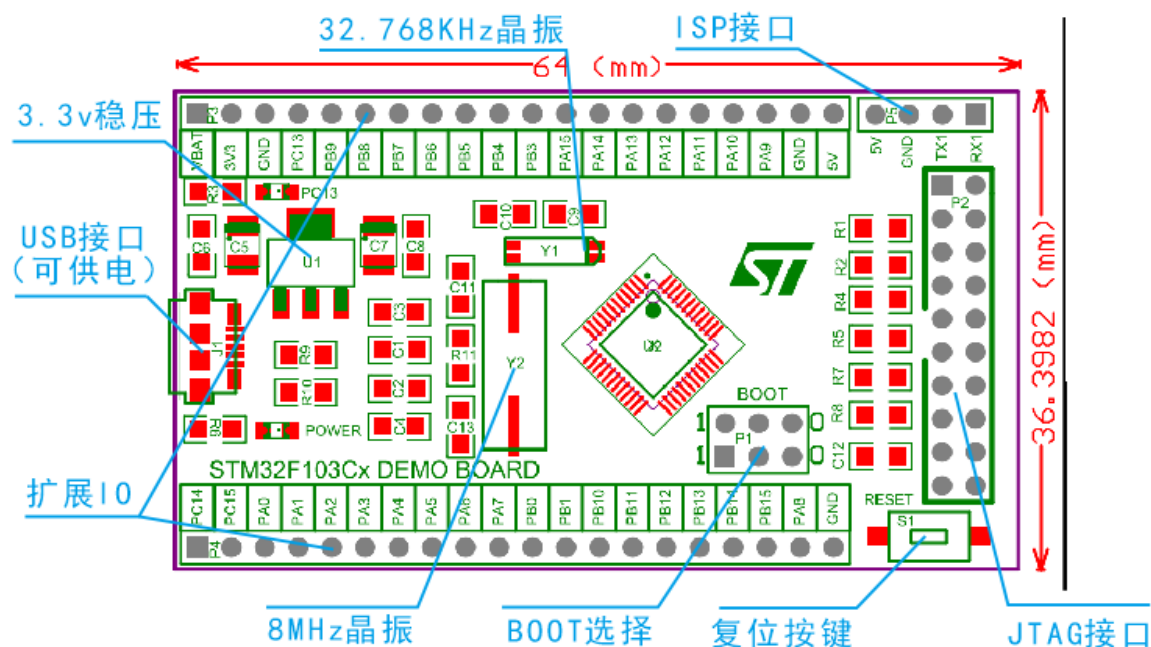 32.768KHz晶振
ISP接口
64 (mm)
3.3v稳压
P3
P5
VBAT 3V3 GND PC13 PB9 PB8 PB7 PB6 PB5 PB4 PB3 PA15 PA14 PA13 PA12 PA11 PA10 PA9 GND 5V
5V GND TX1 RX1
R3
PC13
P2
C10
C9
USB接口
(可供电)
C6
C5
U1
C7
C8
Y1
ST
R1
R2
R4
R5
R7
R8
C12
36.3982 (mm)
C11
C3
J1
R9
C1
R11
Y2
U2
R10
C2
BOOT
1 0
P1
1 0
R6
POWER
C4
C13
STM32F103Cx DEMO BOARD
扩展IO
PC14 PC15 PA0 PA1 PA2 PA3 PA4 PA5 PA6 PA7 PB0 PB1 PB10 PB11 PB12 PB13 PB14 PB15 PA8 GND
RESET
S1
P4
8MHz晶振
BOOT选择
复位按键
JTAG接口